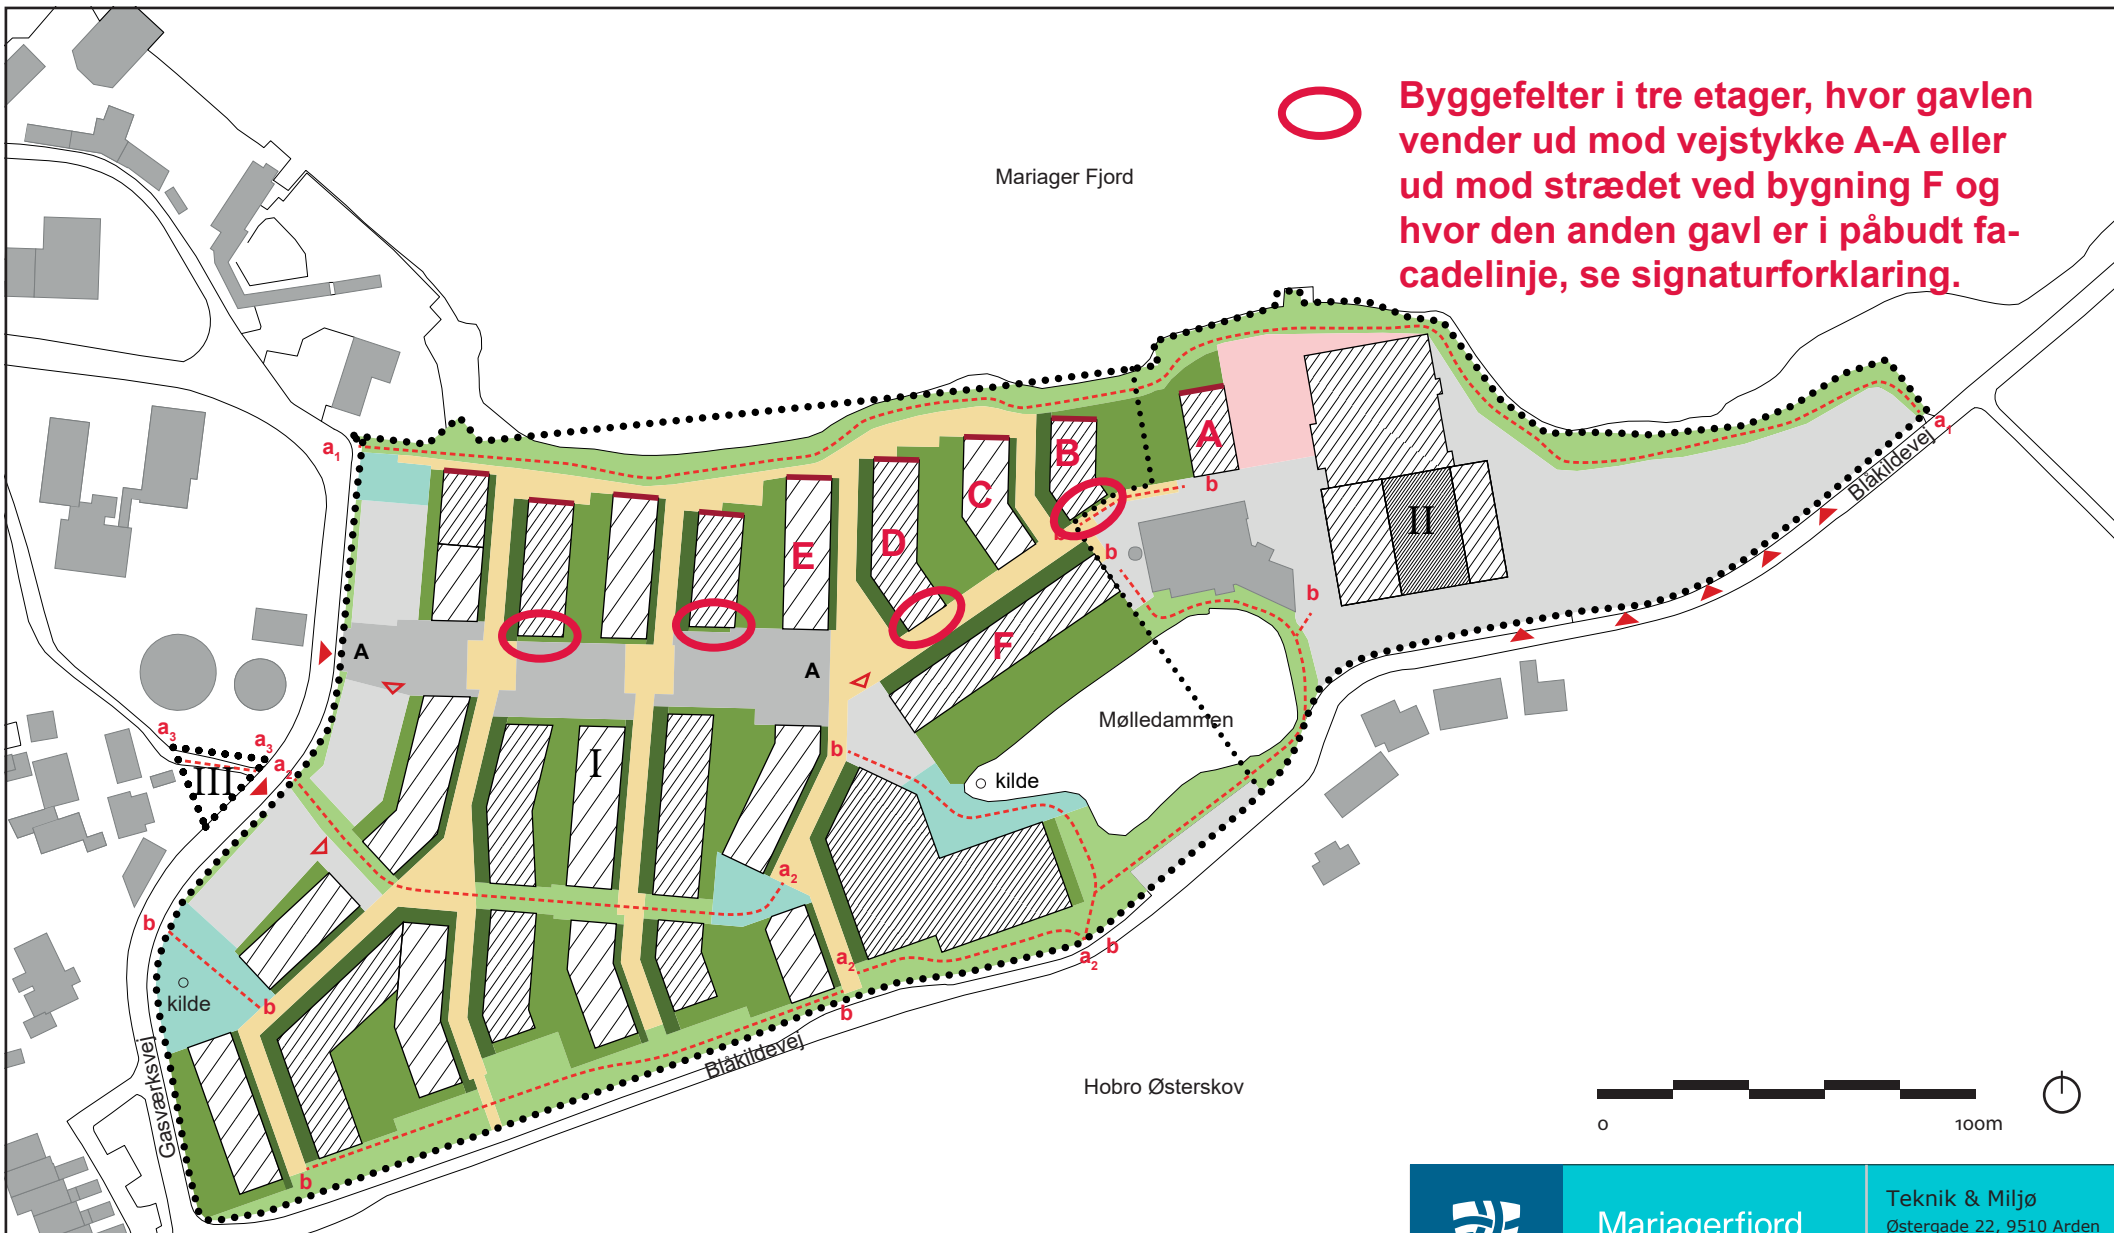 Byggefelter i tre etager, hvor gavlen
vender ud mod vejstykke A-A eller
ud mod strædet ved bygning F og
hvor den anden gavl er i påbudt fa-
cadelinje, se signaturforklaring.
Mariager Fjord
a1
a1
Blåkildevej
A
B
b
C
D
E
II
b
b
b
F
A
A
Mølledammen
a3
a3
a2
III
I
b
kilde
a2
b
kilde
b
a2
a2
b
b
Gasværksvej
Blåkildevej
b
Hobro Østerskov
0
100m
Mariagerfjord
Teknik & Miljø
Østergade 22, 9510 Arden